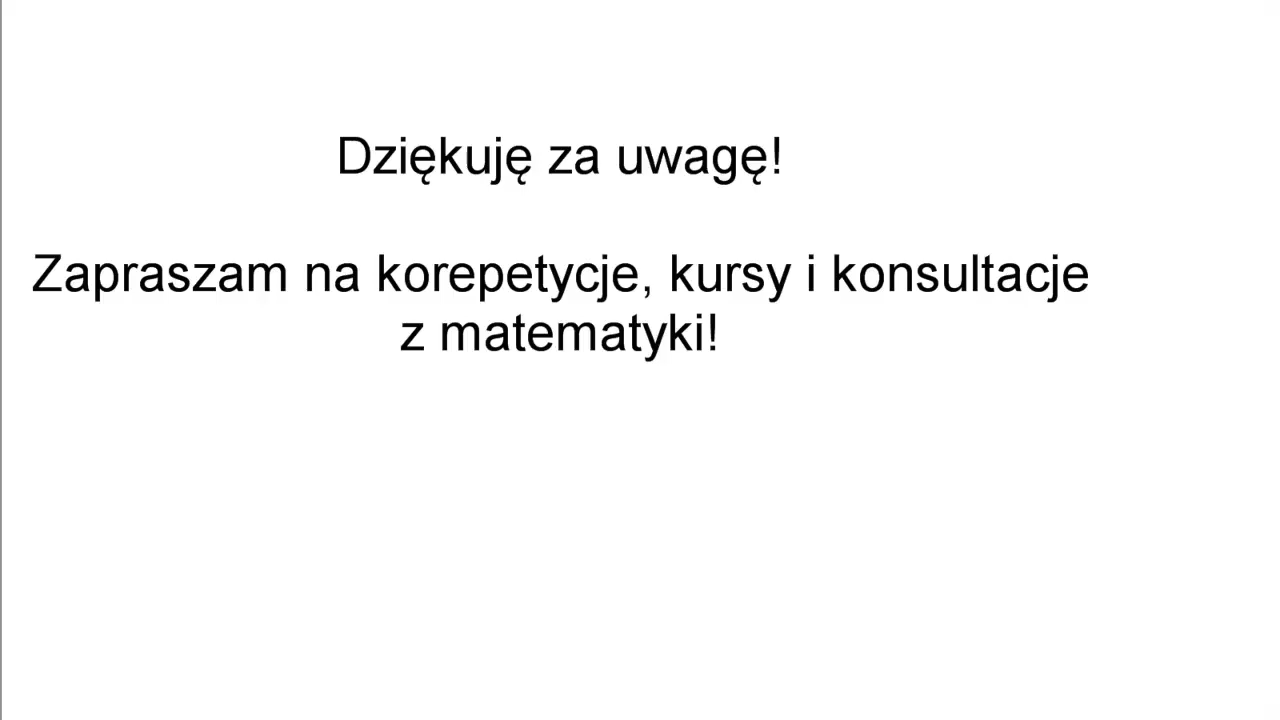 Dziękuję za uwagę!
Zapraszam na korepetycje, kursy i konsultacje
z matematyki!